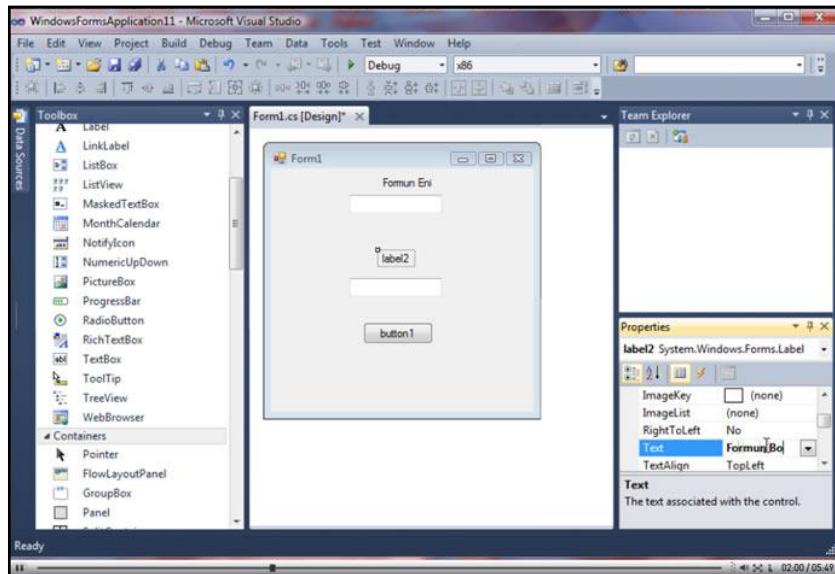 WindowsFormsApplication11 - Microsoft Visual Studio
File Edit View Project Build Debug Team Data Tools Test Window Help
Debug x86
Data Sources
Toolbox
Label
LinkLabel
ListBox
ListView
MaskedTextBox
MonthCalendar
NotifyIcon
NumericUpDown
PictureBox
ProgressBar
RadioButton
RichTextBox
TextBox
ToolTip
TreeView
WebBrowser
Containers
Pointer
FlowLayoutPanel
GroupBox
Panel
Form1.cs [Design]*
Form1
Formun Eni
label2
button1
Team Explorer
Properties
label2 System.Windows.Forms.Label
ImageKey (none)
ImageList (none)
RightToLeft No
Text Formun Bo
TextAlign TopLeft
Text
The text associated with the control.
Ready
02:00 / 05:49